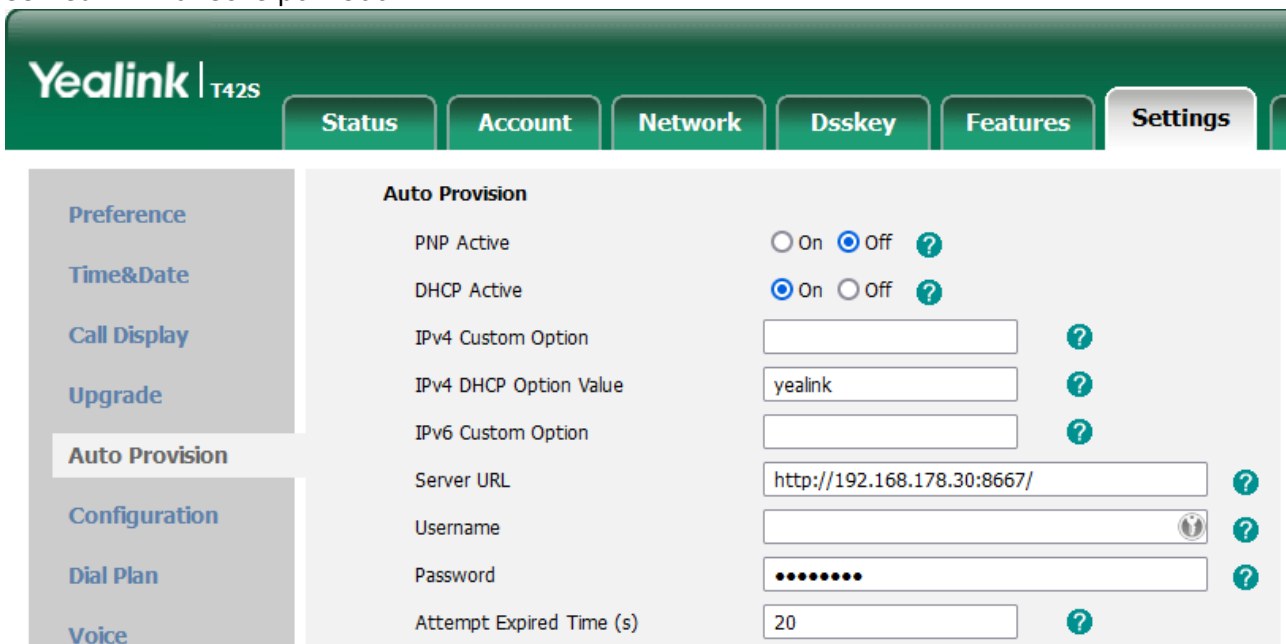 Yealink T42S
Status Account Network Dsskey Features Settings
Preference
Time&Date
Call Display
Upgrade
Auto Provision
Configuration
Dial Plan
Voice
Auto Provision
PNP Active On Off ?
DHCP Active On Off ?
IPv4 Custom Option ?
IPv4 DHCP Option Value yealink ?
IPv6 Custom Option ?
Server URL http://192.168.178.30:8667/ ?
Username ?
Password •••••••• ?
Attempt Expired Time (s) 20 ?